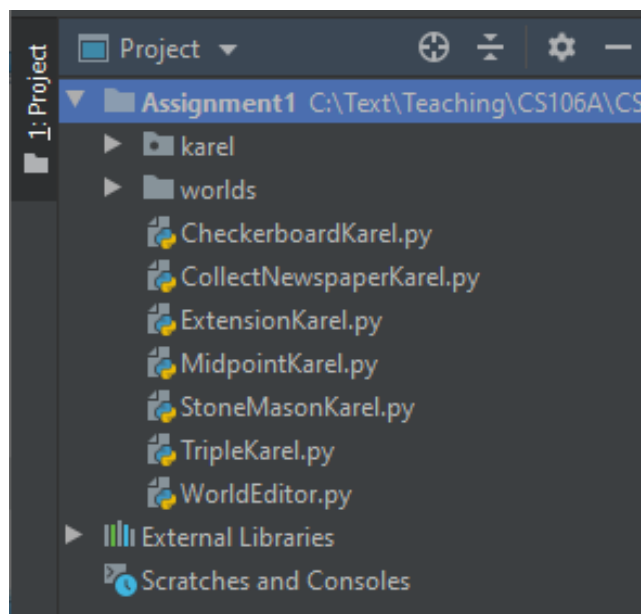 1: Project
Project
Assignment1 C:\Text\Teaching\CS106A\CS
karel
worlds
CheckerboardKarel.py
CollectNewspaperKarel.py
ExtensionKarel.py
MidpointKarel.py
StoneMasonKarel.py
TripleKarel.py
WorldEditor.py
External Libraries
Scratches and Consoles